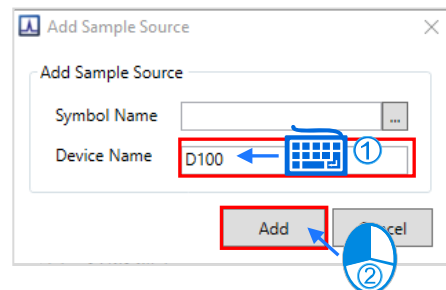 Add Sample Source
Add Sample Source
Symbol Name
...
Device Name
D100
①
Add
②